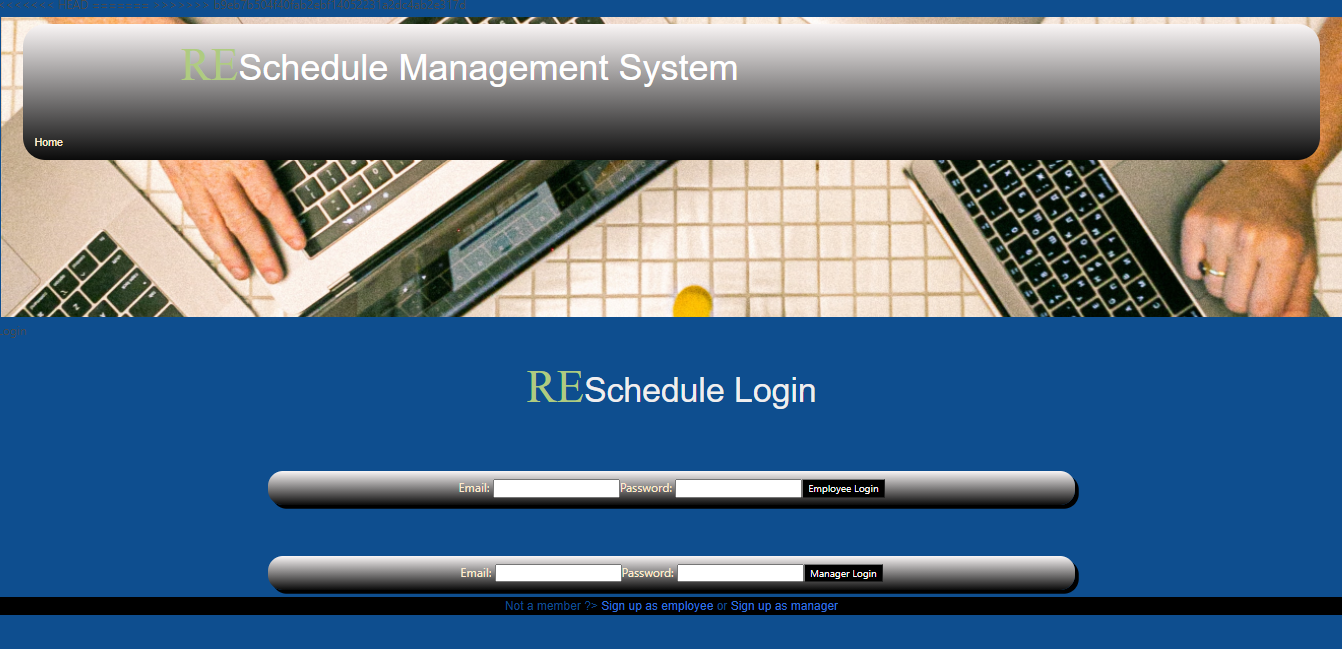 <<<<<<< HEAD ======= >>>>>>>
RESchedule Management System
Home
Login
RESchedule Login
Email: Password: Employee Login
Email: Password: Manager Login
Not a member ?> Sign up as employee or Sign up as manager